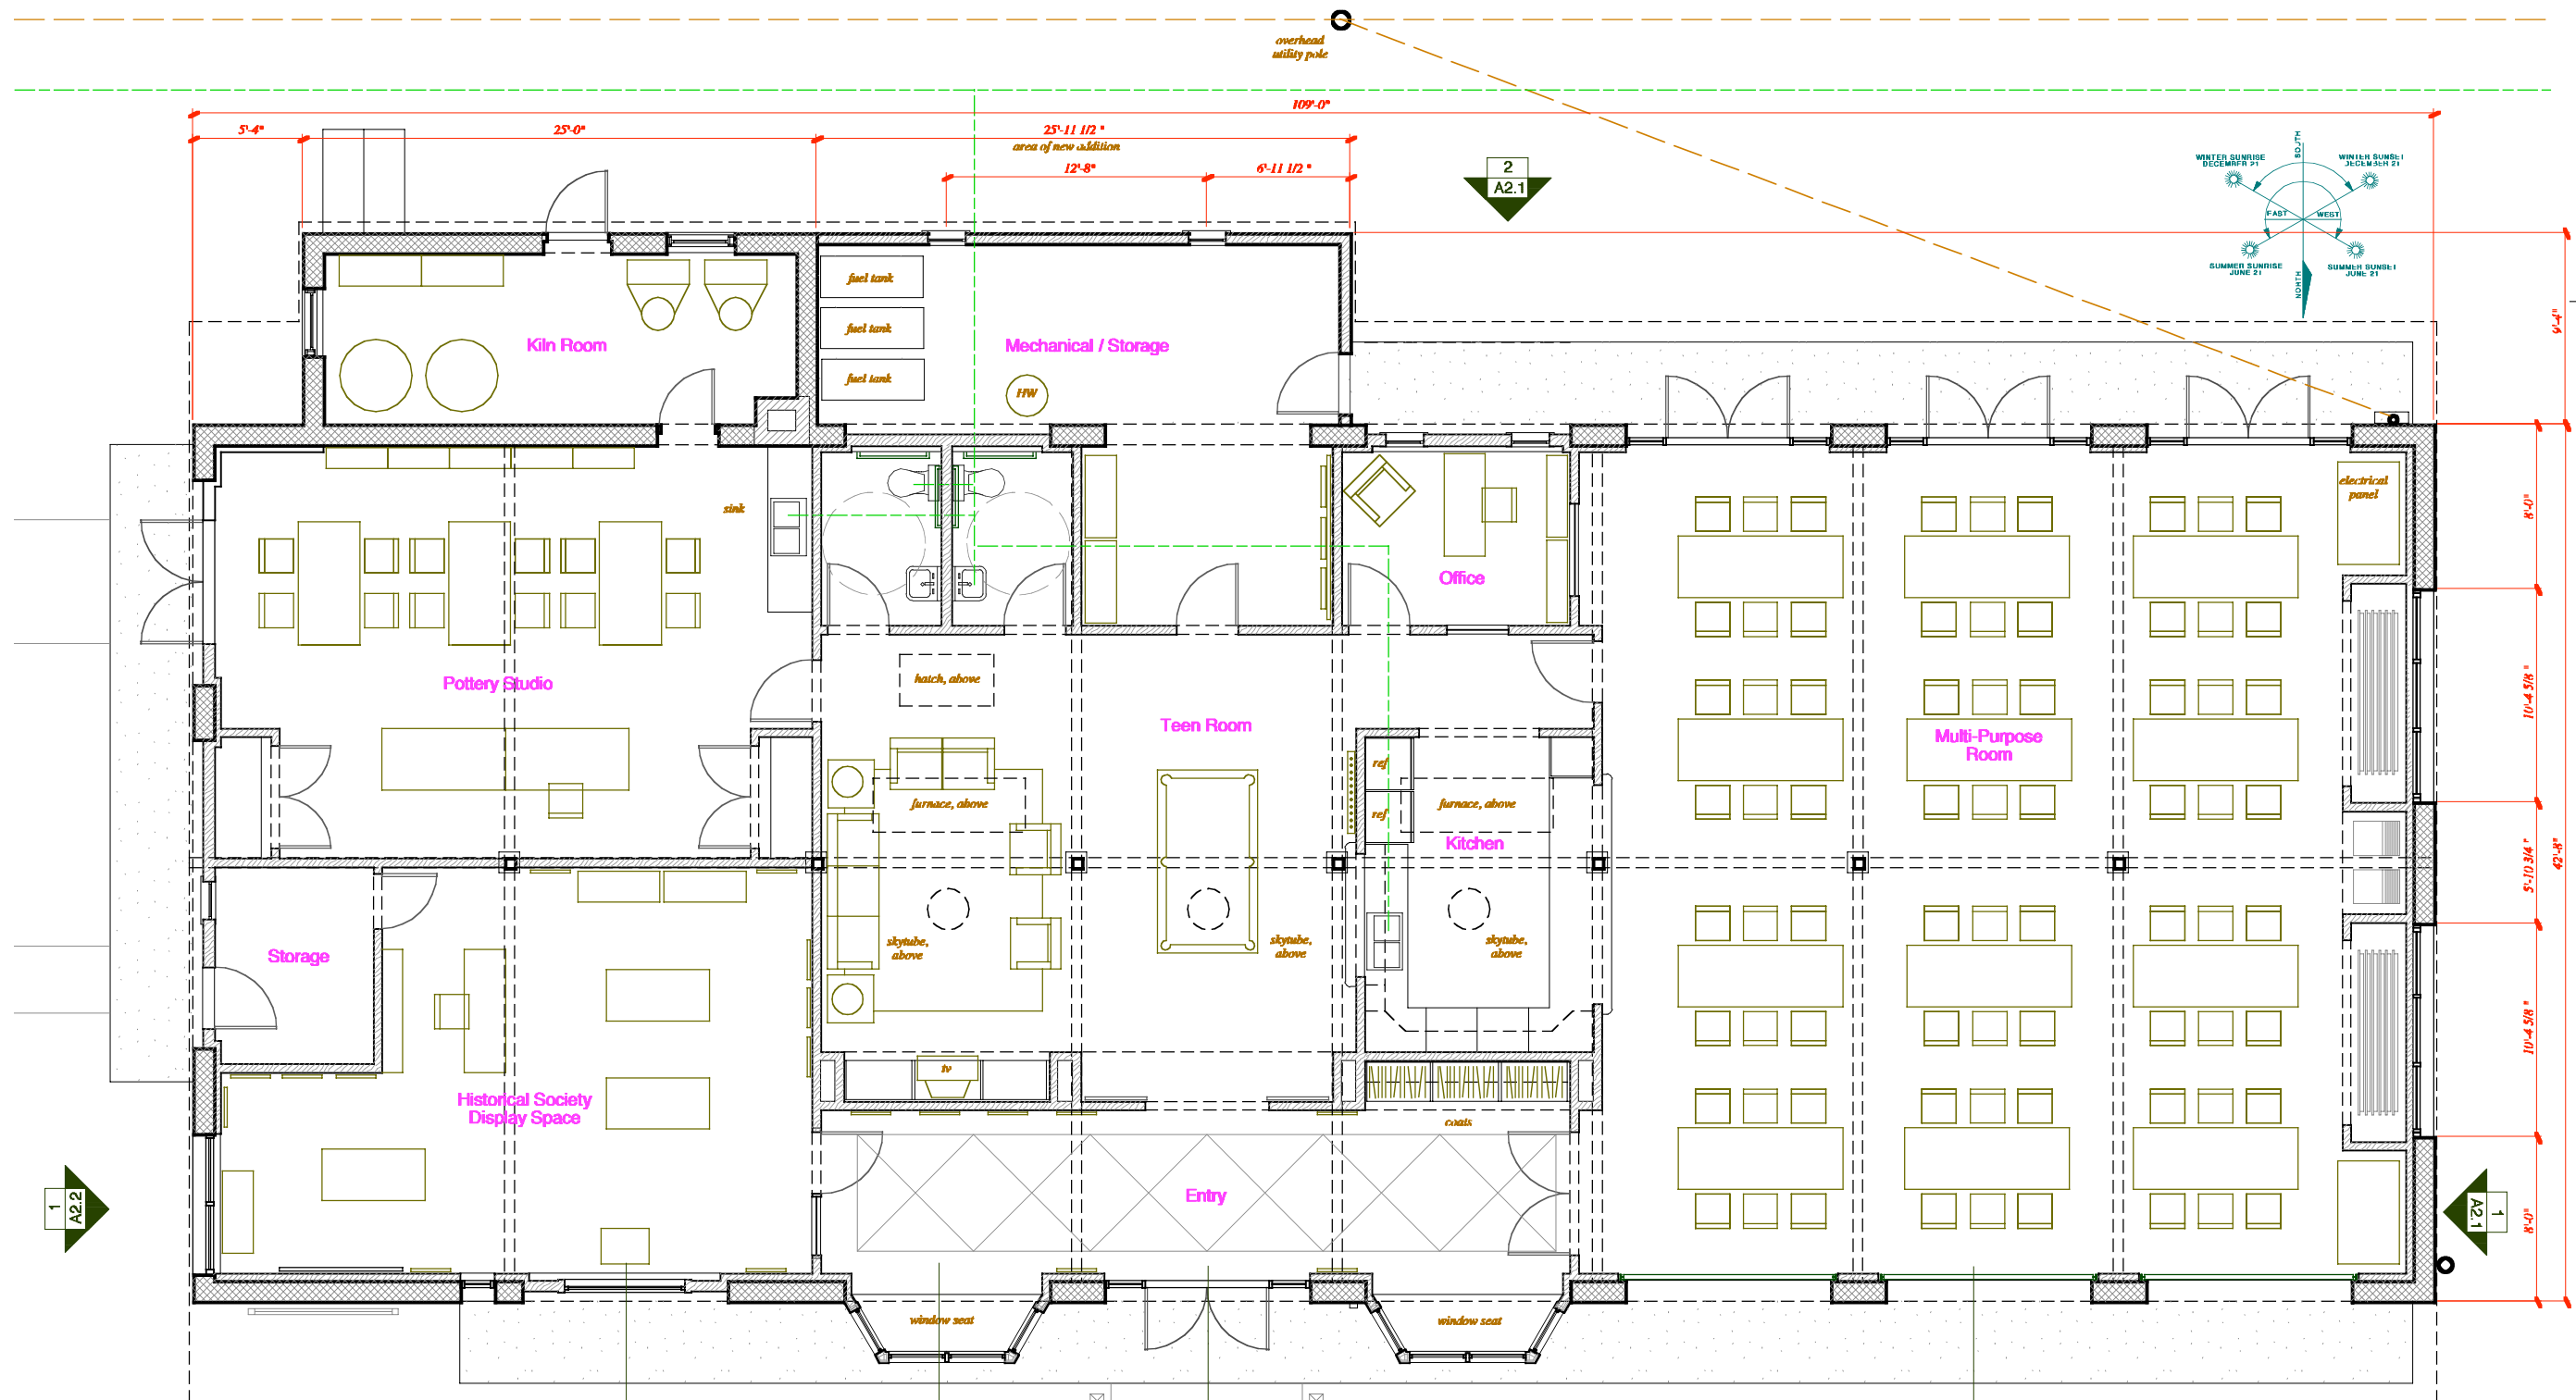 overhead
utility pole
109'-0"
5'-4"
25'-0"
25'-11 1/2 "
area of new addition
12'-8"
6'-11 1/2 "
2
A2.1
SOUTH
WINTER SUNRISE
DECEMBER 21
WINTER SUNSET
DECEMBER 21
EAST
WEST
SUMMER SUNRISE
JUNE 21
SUMMER SUNSET
JUNE 21
NORTH
9'-4"
fuel tank
fuel tank
fuel tank
Kiln Room
Mechanical / Storage
HW
sink
electrical
panel
8'-0"
Office
hatch, above
Pottery Studio
Teen Room
Multi-Purpose
Room
10'-4 5/8 "
ref
ref
furnace, above
furnace, above
Kitchen
5'-10 3/4 "
42'-8"
Storage
skytube,
above
skytube,
above
skytube,
above
10'-4 5/8 "
tv
Historical Society
Display Space
coats
Entry
1
A2.2
1
A2.1
8'-0"
window seat
window seat